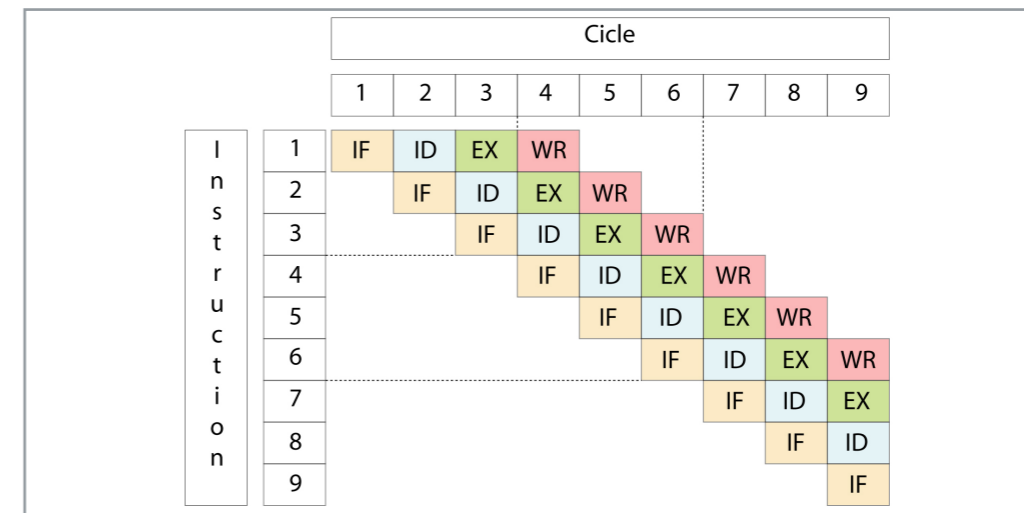 Cicle
1 2 3 4 5 6 7 8 9
Instruction
1 IF ID EX WR
2 IF ID EX WR
3 IF ID EX WR
4 IF ID EX WR
5 IF ID EX WR
6 IF ID EX WR
7 IF ID EX
8 IF ID
9 IF